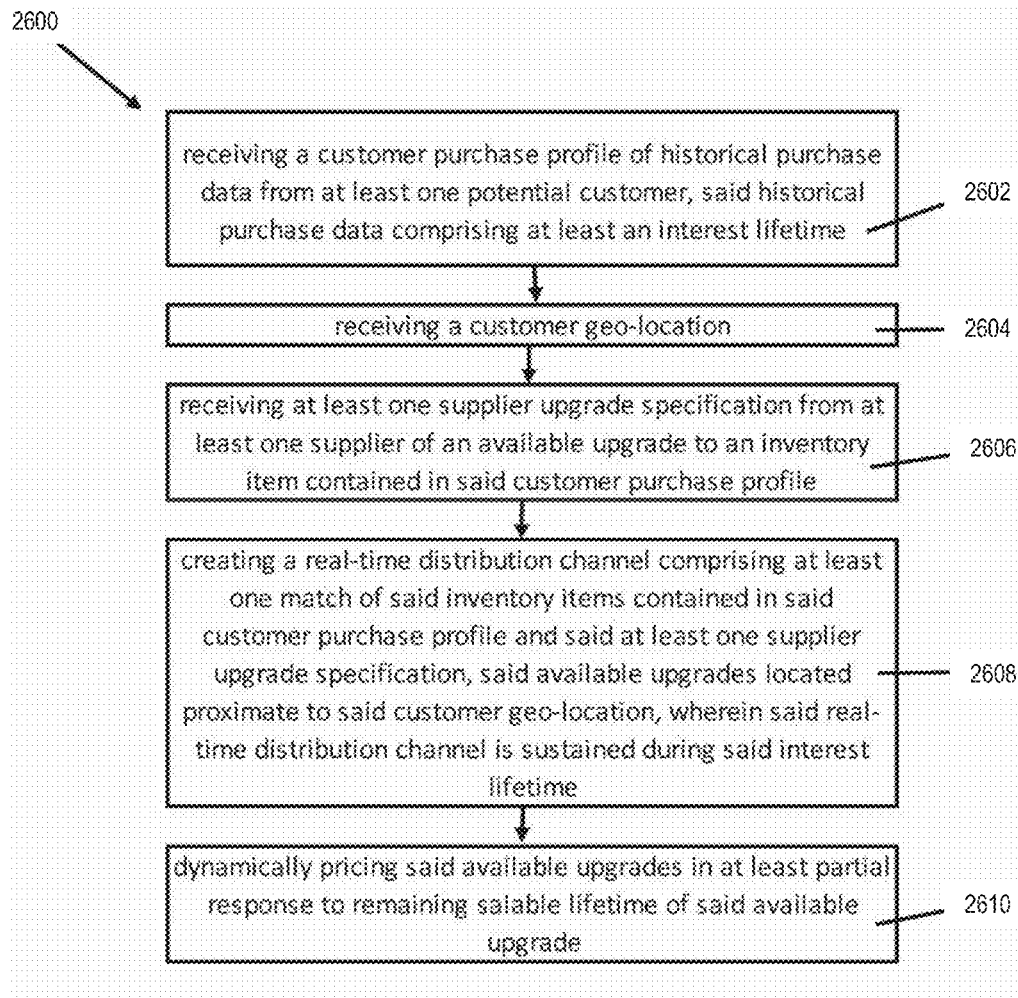 2600
receiving a customer purchase profile of historical purchase
data from at least one potential customer, said historical
purchase data comprising at least an interest lifetime
2602
receiving a customer geo-location
2604
receiving at least one supplier upgrade specification from at
least one supplier of an available upgrade to an inventory
item contained in said customer purchase profile
2606
creating a real-time distribution channel comprising at least
one match of said inventory items contained in said
customer purchase profile and said at least one supplier
upgrade specification, said available upgrades located
proximate to said customer geo-location, wherein said real-
time distribution channel is sustained during said interest
lifetime
2608
dynamically pricing said available upgrades in at least partial
response to remaining salable lifetime of said available
upgrade
2610